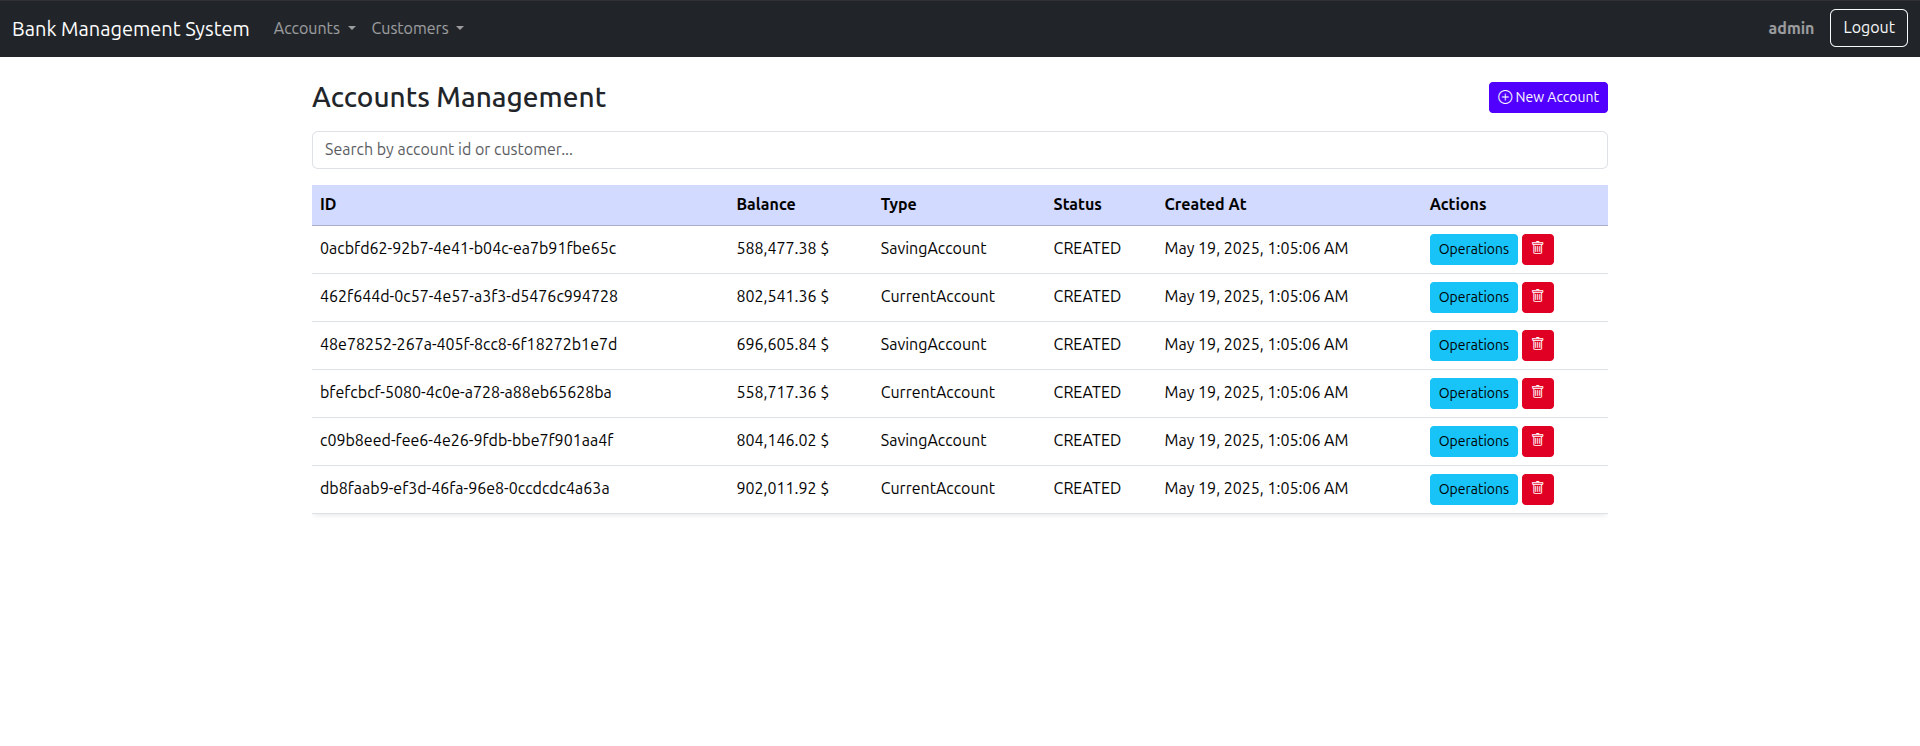 Bank Management System Accounts Customers admin Logout
Accounts Management New Account
Search by account id or customer...
ID Balance Type Status Created At Actions
0acbfd62-92b7-4e41-b04c-ea7b91fbe65c 588,477.38 $ SavingAccount CREATED May 19, 2025, 1:05:06 AM Operations
462f644d-0c57-4e57-a3f3-d5476c994728 802,541.36 $ CurrentAccount CREATED May 19, 2025, 1:05:06 AM Operations
48e78252-267a-405f-8cc8-6f18272b1e7d 696,605.84 $ SavingAccount CREATED May 19, 2025, 1:05:06 AM Operations
bfefcbcf-5080-4c0e-a728-a88eb65628ba 558,717.36 $ CurrentAccount CREATED May 19, 2025, 1:05:06 AM Operations
c09b8eed-fee6-4e26-9fdb-bbe7f901aa4f 804,146.02 $ SavingAccount CREATED May 19, 2025, 1:05:06 AM Operations
db8faab9-ef3d-46fa-96e8-0ccdcdc4a63a 902,011.92 $ CurrentAccount CREATED May 19, 2025, 1:05:06 AM Operations